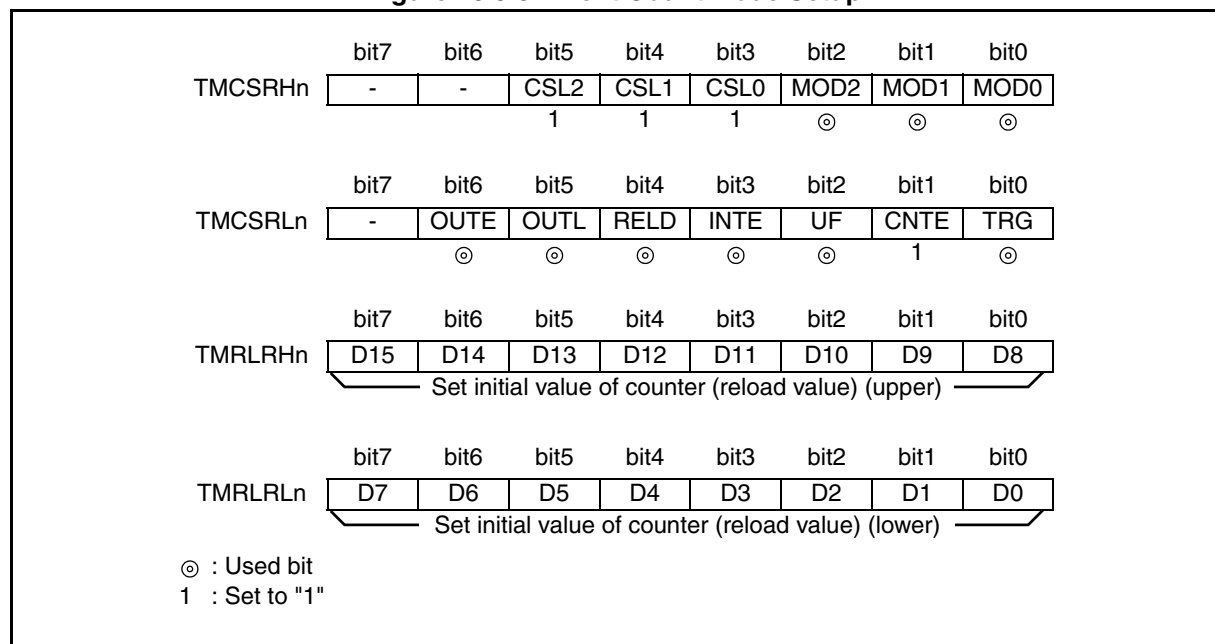 bit7 bit6 bit5 bit4 bit3 bit2 bit1 bit0
TMCSRHn - - CSL2 CSL1 CSL0 MOD2 MOD1 MOD0
1 1 1 ◎ ◎ ◎
bit7 bit6 bit5 bit4 bit3 bit2 bit1 bit0
TMCSRLn - OUTE OUTL RELD INTE UF CNTE TRG
◎ ◎ ◎ ◎ ◎ 1 ◎
bit7 bit6 bit5 bit4 bit3 bit2 bit1 bit0
TMRLRHn D15 D14 D13 D12 D11 D10 D9 D8
Set initial value of counter (reload value) (upper)
bit7 bit6 bit5 bit4 bit3 bit2 bit1 bit0
TMRLRLn D7 D6 D5 D4 D3 D2 D1 D0
Set initial value of counter (reload value) (lower)
◎ : Used bit
1 : Set to "1"